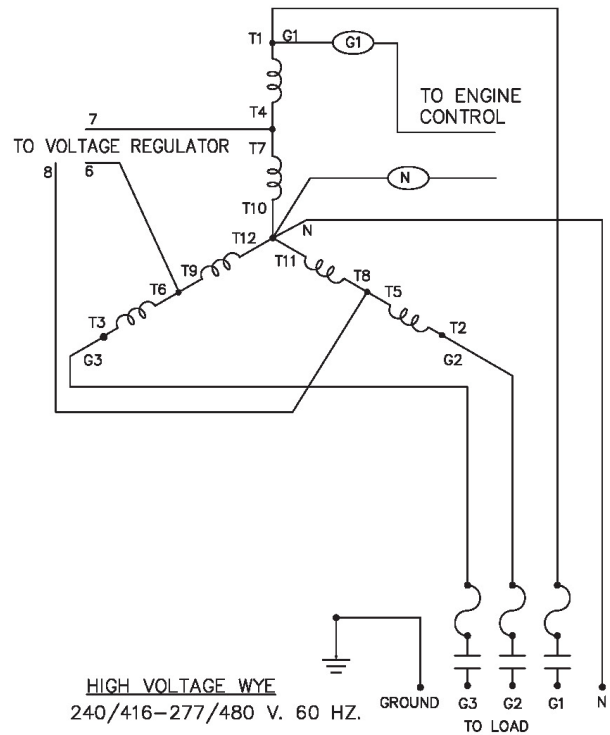 T1
G1
G1
TO ENGINE
CONTROL
T4
7
TO VOLTAGE REGULATOR
T7
8
6
N
T10
N
T12
T11
T9
T8
T6
T5
T3
T2
G3
G2
HIGH VOLTAGE WYE
240/416-277/480 V. 60 HZ.
GROUND
G3
G2
G1
N
TO LOAD